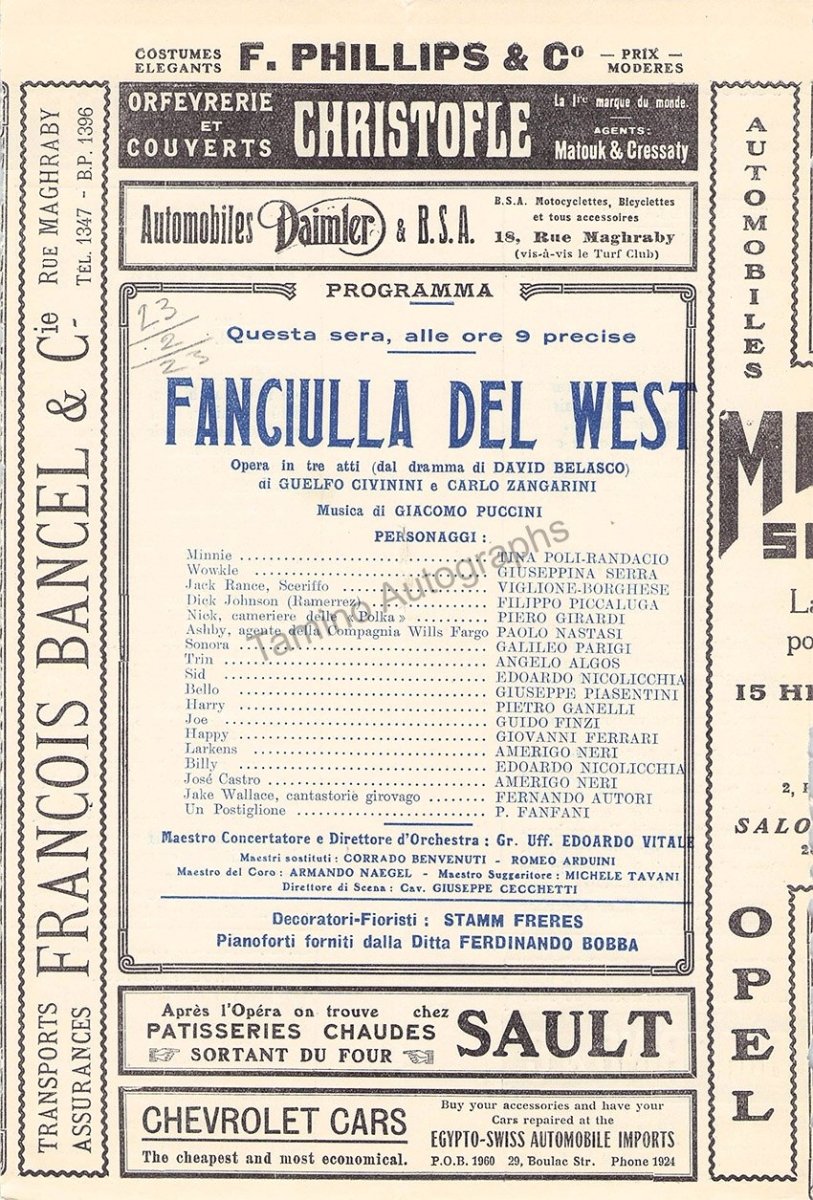 COSTUMES ELEGANTS F. PHILLIPS & Cº — PRIX — MODERES
ORFEVRERIE ET COUVERTS
CHRISTOFLE
La 1re marque du monde.
AGENTS:
Matouk & Cressaty
Automobiles Daimler & B.S.A.
B.S.A. Motocyclettes, Bicyclettes
et tous accessoires
18, Rue Maghraby
(vis-à-vis le Turf Club)
TRANSPORTS ASSURANCES
FRANÇOIS BANCEL & Cie
RUE MAGHRABY
TEL. 1347 - B.P. 1396
PROGRAMMA
23/2/25
Questa sera, alle ore 9 precise
FANCIULLA DEL WEST
Opera in tre atti (dal dramma di DAVID BELASCO)
di GUELFO CIVININI e CARLO ZANGARINI
Musica di GIACOMO PUCCINI
PERSONAGGI :
Minnie TINA POLI-RANDACIO
Wowkle GIUSEPPINA SERRA
Jack Rance, Sceriffo VIGLIONE-BORGHESE
Dick Johnson (Ramerrez) FILIPPO PICCALUGA
Nick, cameriere della «Polka» PIERO GIRARDI
Ashby, agente della Compagnia Wills Fargo PAOLO NASTASI
Sonora GALILEO PARIGI
Trin ANGELO ALGOS
Sid EDOARDO NICOLICCHIA
Bello GIUSEPPE PIASENTINI
Harry PIETRO GANELLI
Joe GUIDO FINZI
Happy GIOVANNI FERRARI
Larkens AMERIGO NERI
Billy EDOARDO NICOLICCHIA
José Castro AMERIGO NERI
Jake Wallace, cantastorie girovago FERNANDO AUTORI
Un Postiglione P. FANFANI
Maestro Concertatore e Direttore d'Orchestra : Gr. Uff. EDOARDO VITALE
Maestri sostituti : CORRADO BENVENUTI - ROMEO ARDUINI
Maestro del Coro : ARMANDO NAEGEL - Maestro Suggeritore : MICHELE TAVANI
Direttore di Scena : Cav. GIUSEPPE CECCHETTI
Decoratori-Fioristi : STAMM FRERES
Pianoforti forniti dalla Ditta FERDINANDO BOBBA
Tamino Autographs
Après l'Opéra on trouve chez
PATISSERIES CHAUDES
SORTANT DU FOUR
SAULT
CHEVROLET CARS
The cheapest and most economical.
Buy your accessories and have your
Cars repaired at the
EGYPTO-SWISS AUTOMOBILE IMPORTS
P.O.B. 1960 29, Boulac Str. Phone 1924
AUTOMOBILES
15
SALO
OPEL